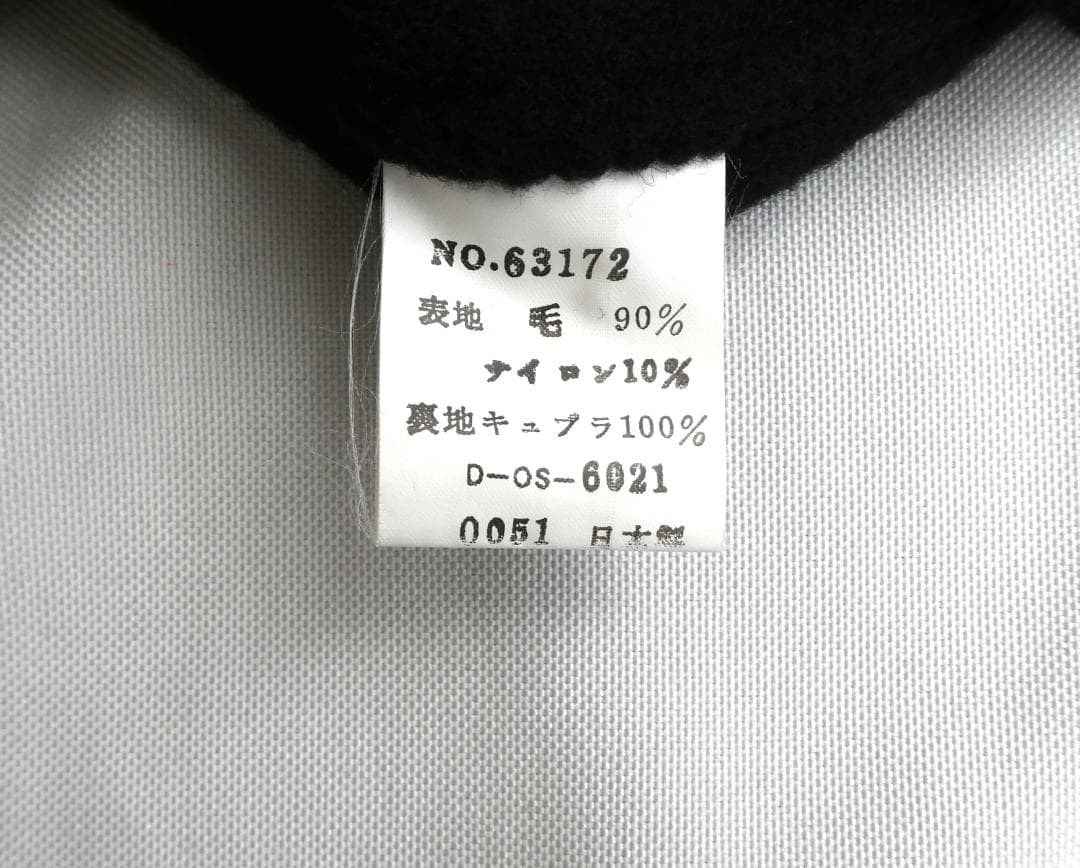 NO.63172
表地 毛 90%
ナイロン10%
裏地キュプラ100%
D-OS-6021
0051 日本製